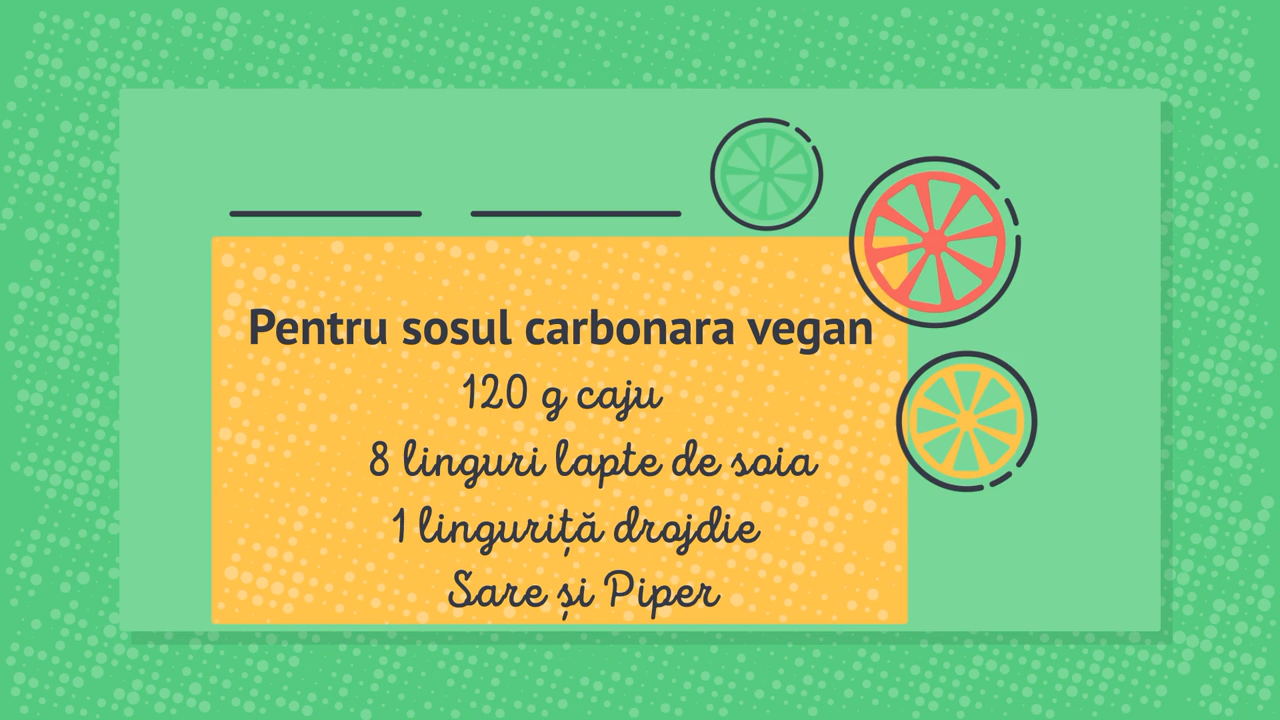 Pentru sosul carbonara vegan
120 g caju
8 linguri lapte de soia
1 linguriță drojdie
Sare și Piper